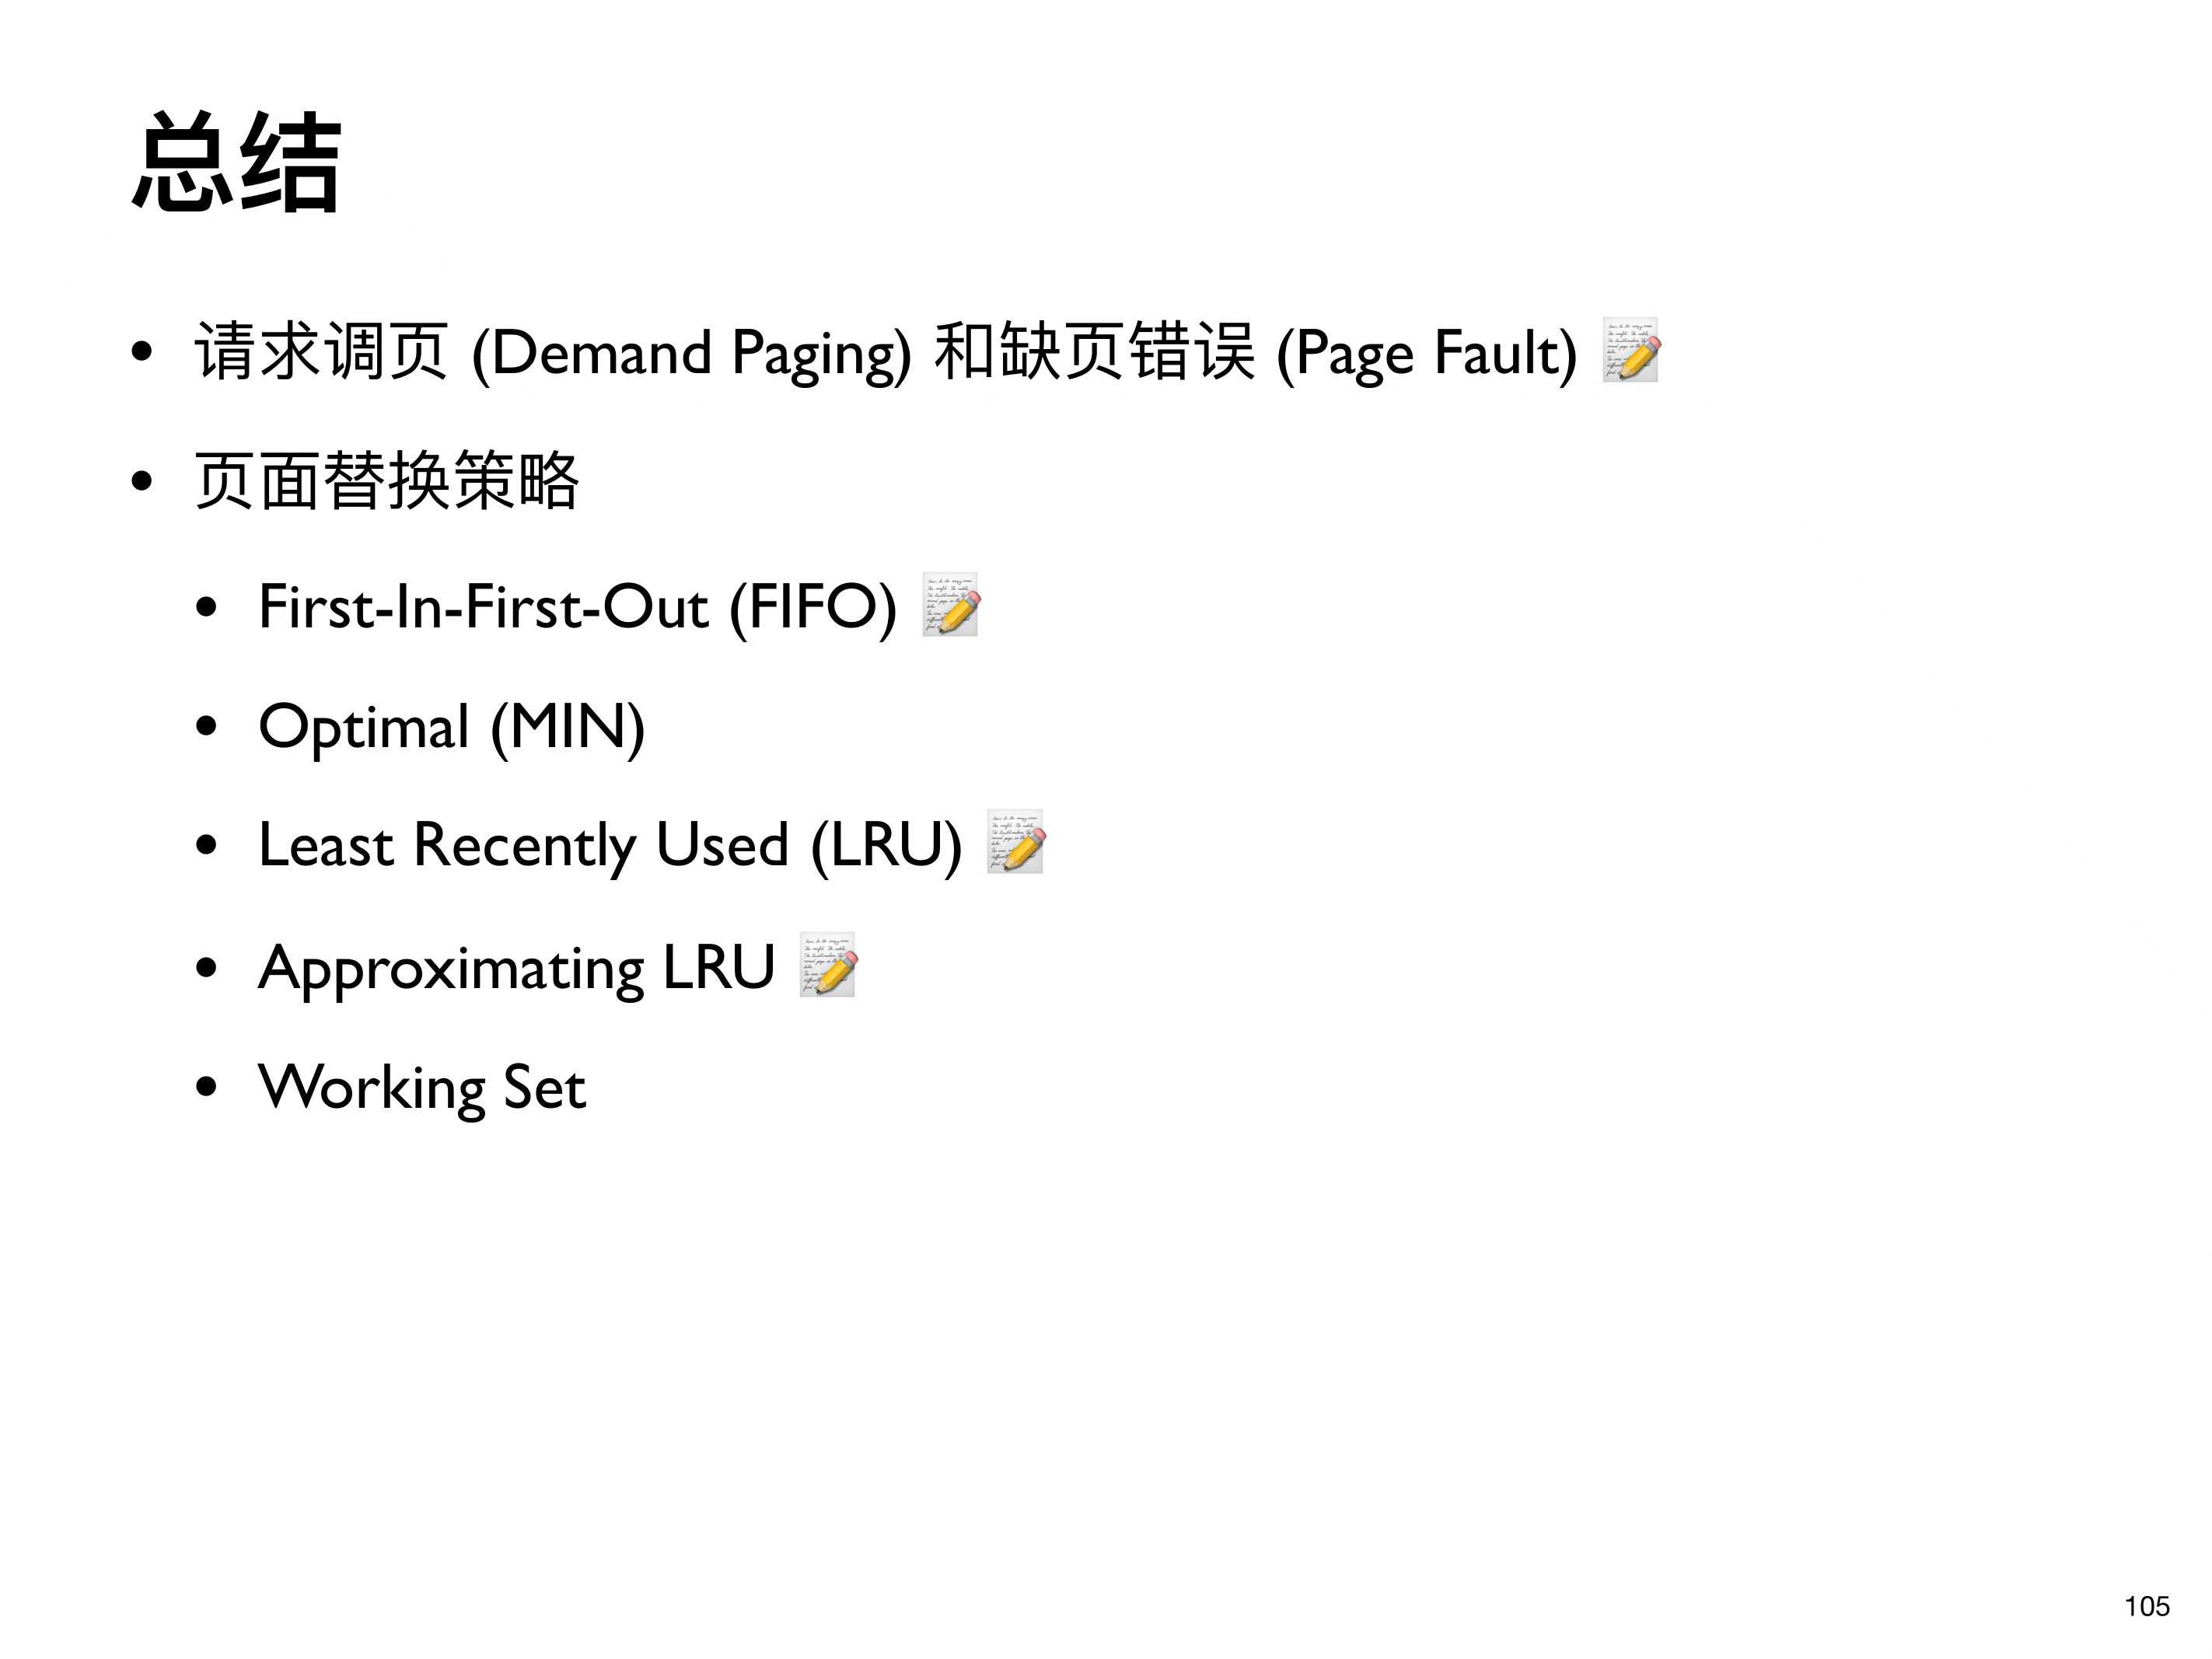 总结
• 请求调页 (Demand Paging) 和缺页错误 (Page Fault) 📝
• 页面替换策略
• First-In-First-Out (FIFO) 📝
• Optimal (MIN)
• Least Recently Used (LRU) 📝
• Approximating LRU 📝
• Working Set
105